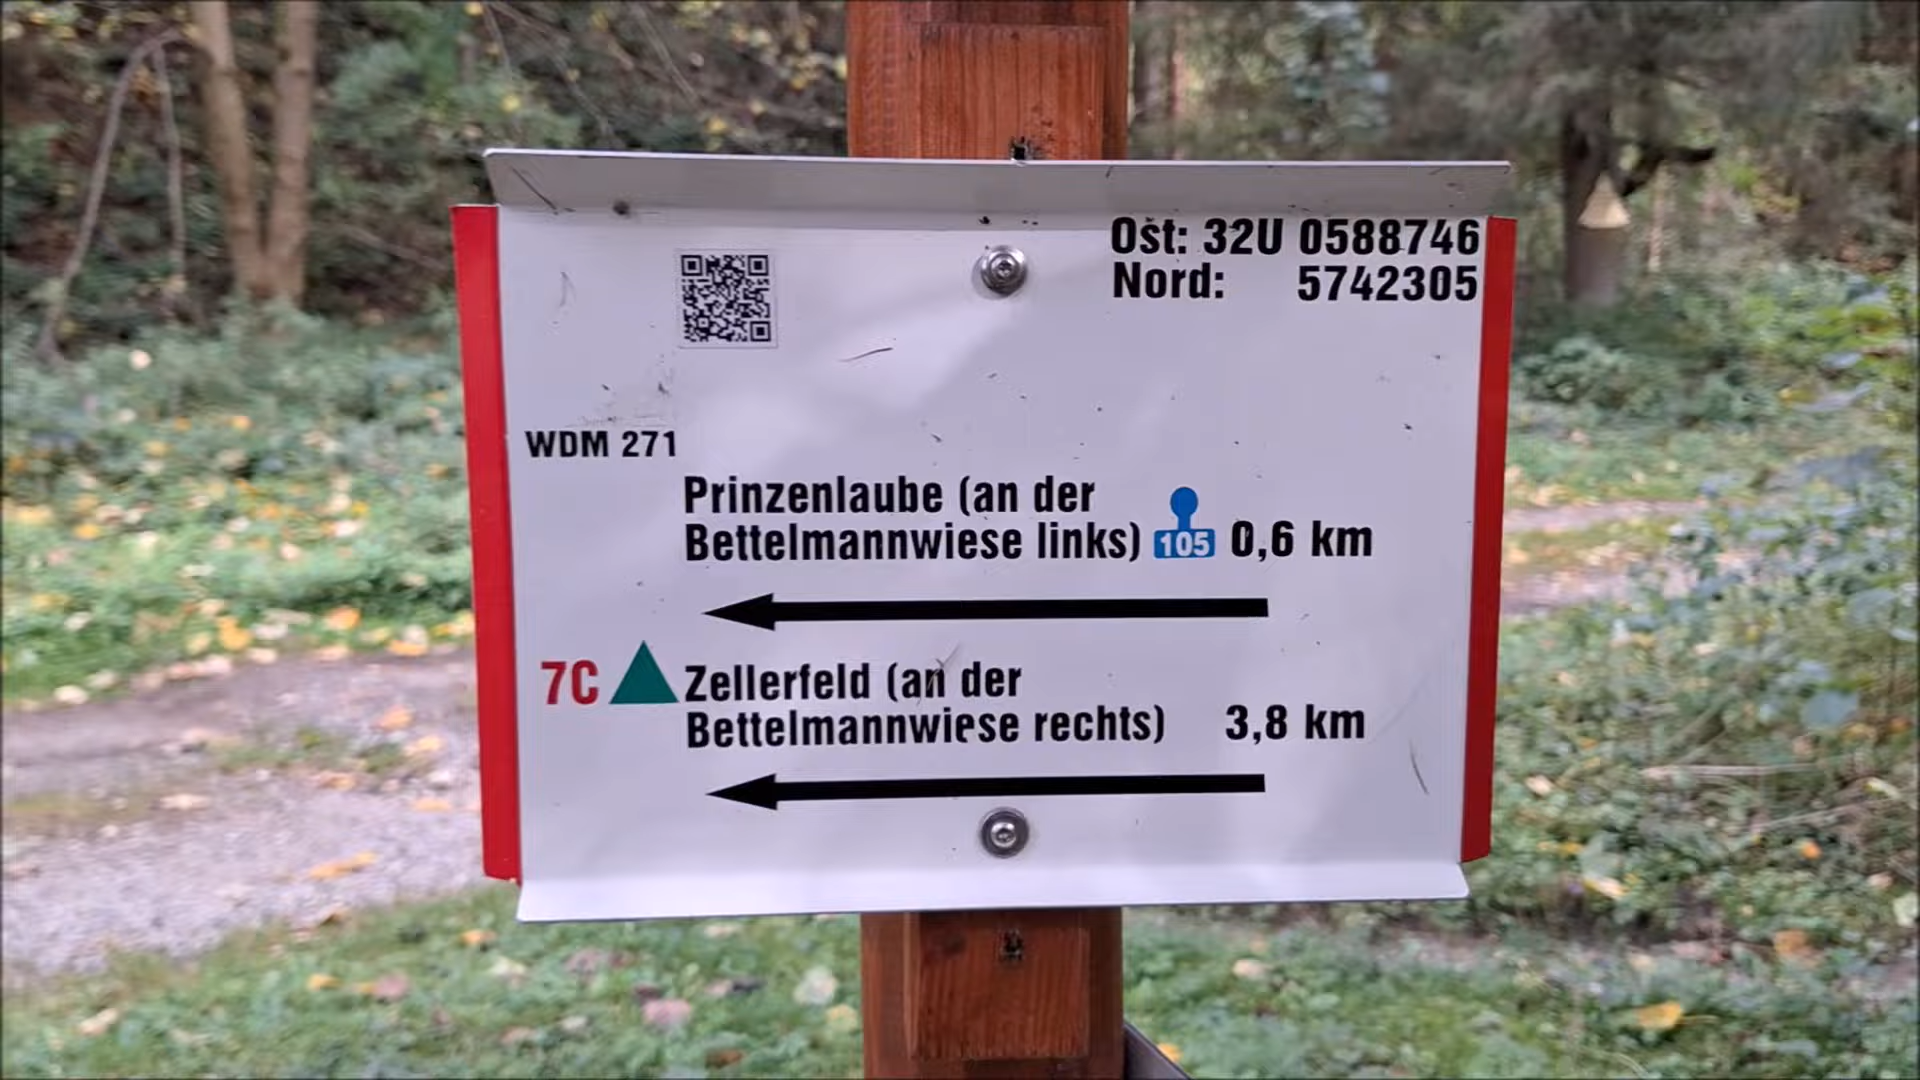 Ost: 32U 0588746
Nord: 5742305
WDM 271
Prinzenlaube (an der
Bettelmannwiese links) 105 0,6 km
7C Zellerfeld (an der
Bettelmannwiese rechts) 3,8 km